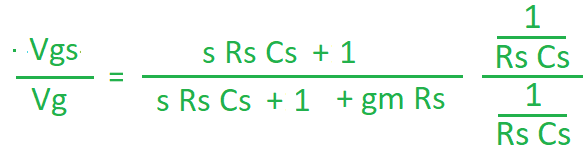 Vgs / Vg = (s Rs Cs + 1) / (s Rs Cs + 1 + gm Rs) (1 / (Rs Cs)) / (1 / (Rs Cs))